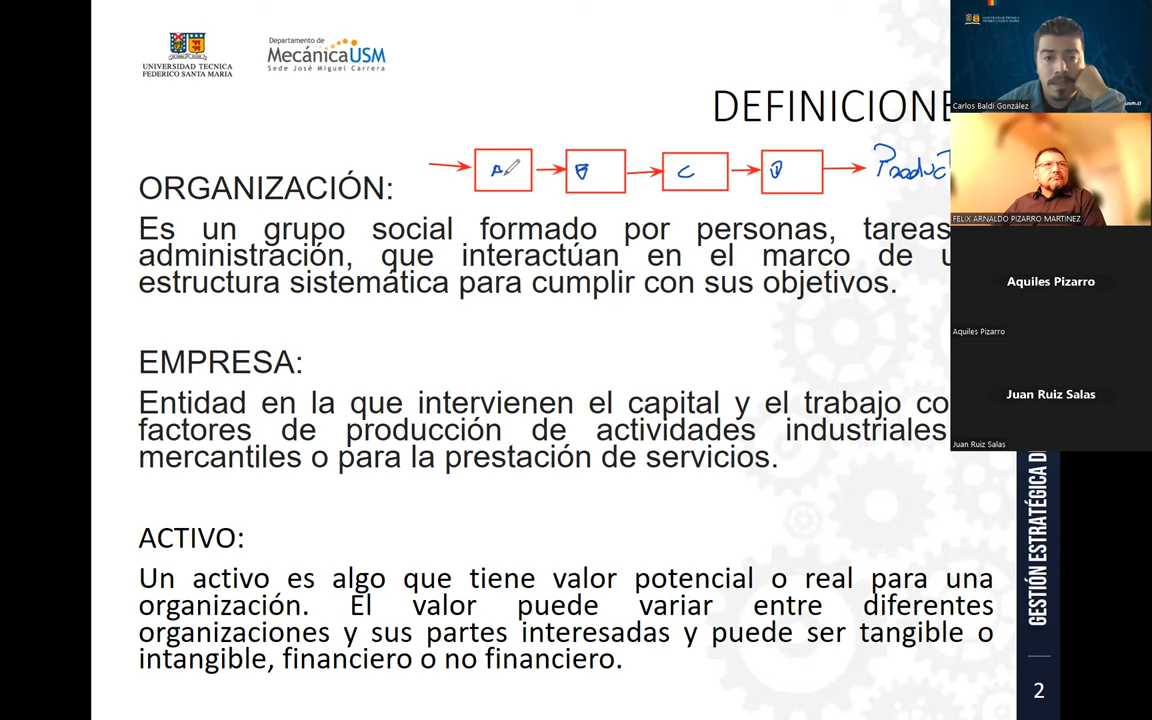 UNIVERSIDAD TECNICA
FEDERICO SANTA MARIA
Departamento de
MecánicaUSM
Sede José Miguel Carrera
DEFINICIONE
A
B
C
D
Product
ORGANIZACIÓN:
Es un grupo social formado por personas, tareas
administración, que interactúan en el marco de u
estructura sistemática para cumplir con sus objetivos.
EMPRESA:
Entidad en la que intervienen el capital y el trabajo co
factores de producción de actividades industriales
mercantiles o para la prestación de servicios.
ACTIVO:
Un activo es algo que tiene valor potencial o real para una
organización. El valor puede variar entre diferentes
organizaciones y sus partes interesadas y puede ser tangible o
intangible, financiero o no financiero.
usm.cl
Carlos Baldi González
FELIX ARNALDO PIZARRO MARTINEZ
Aquiles Pizarro
Aquiles Pizarro
Juan Ruiz Salas
Juan Ruiz Salas
GESTIÓN ESTRATÉGICA D
2